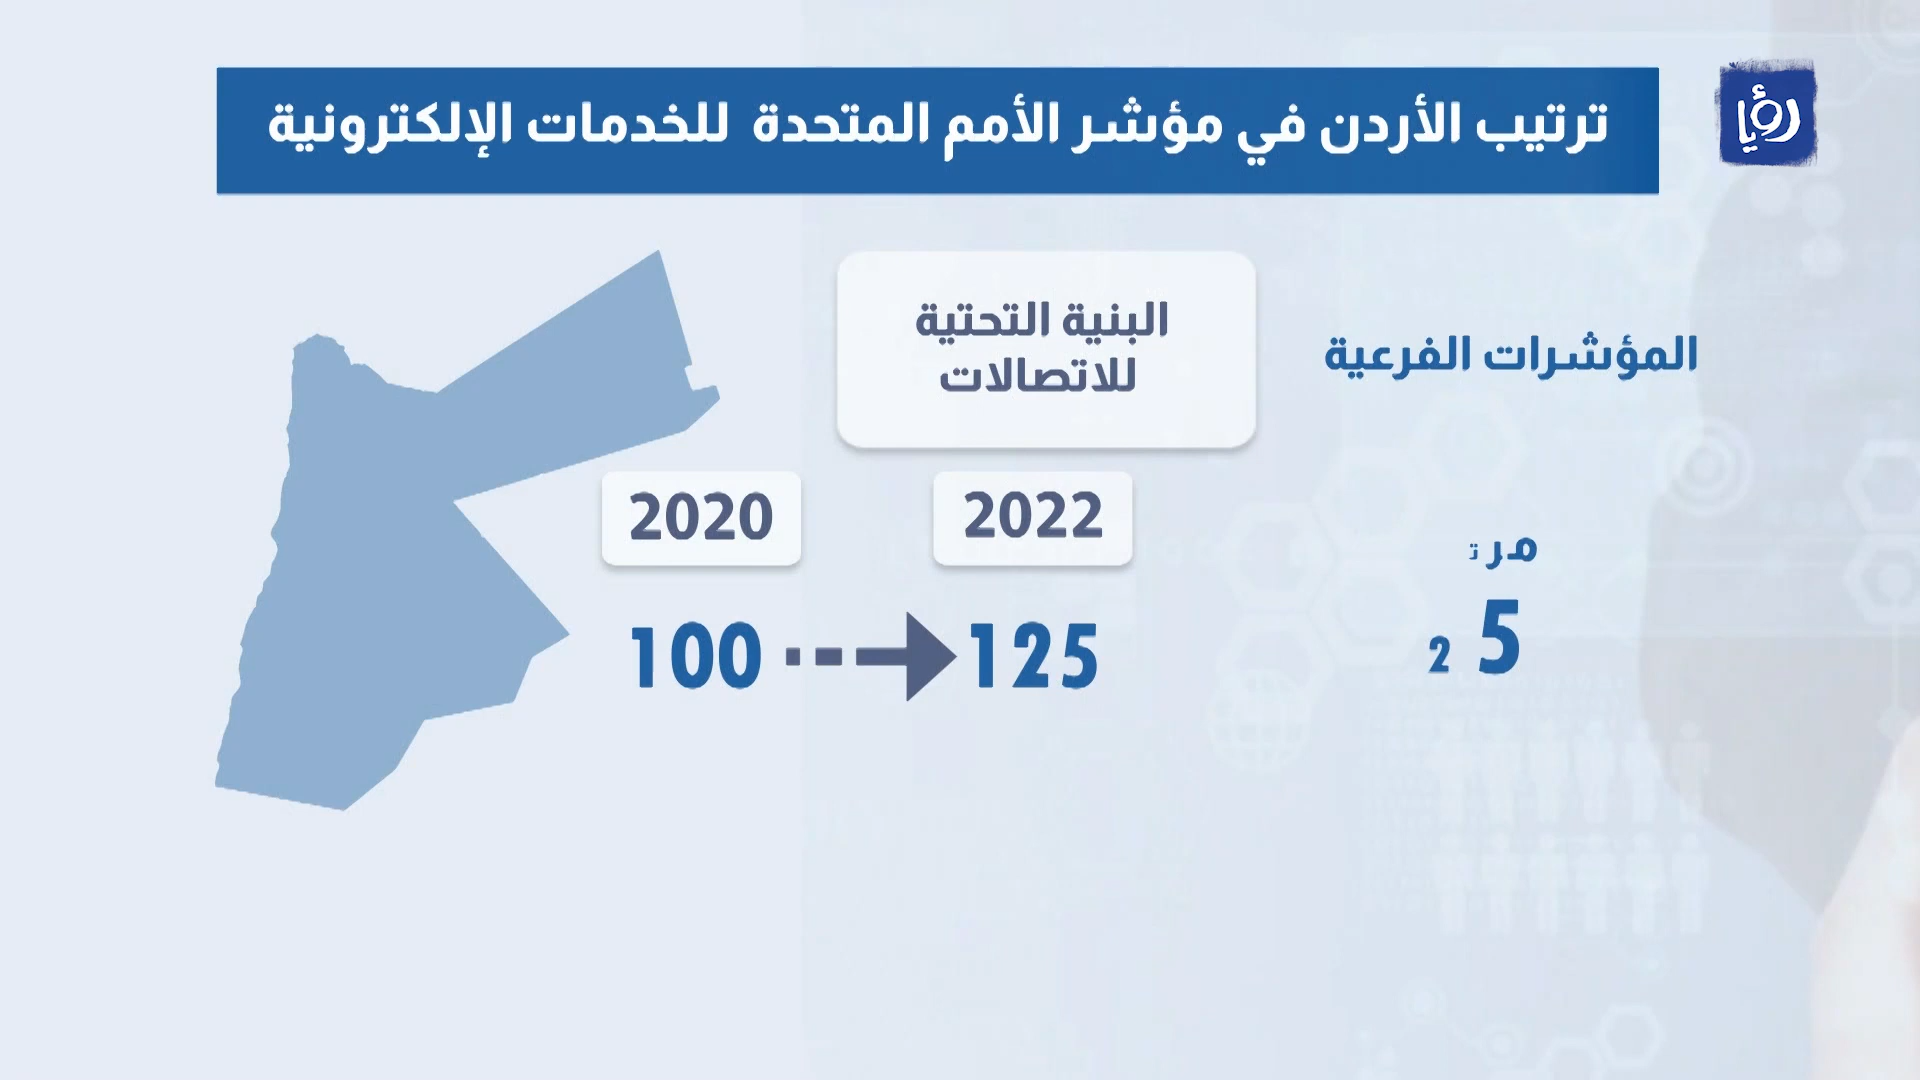 ترتيب الأردن في مؤشر الأمم المتحدة للخدمات الإلكترونية
رؤيا
المؤشرات الفرعية
البنية التحتية
للاتصالات
2022
2020
مرت
125
100
2 5